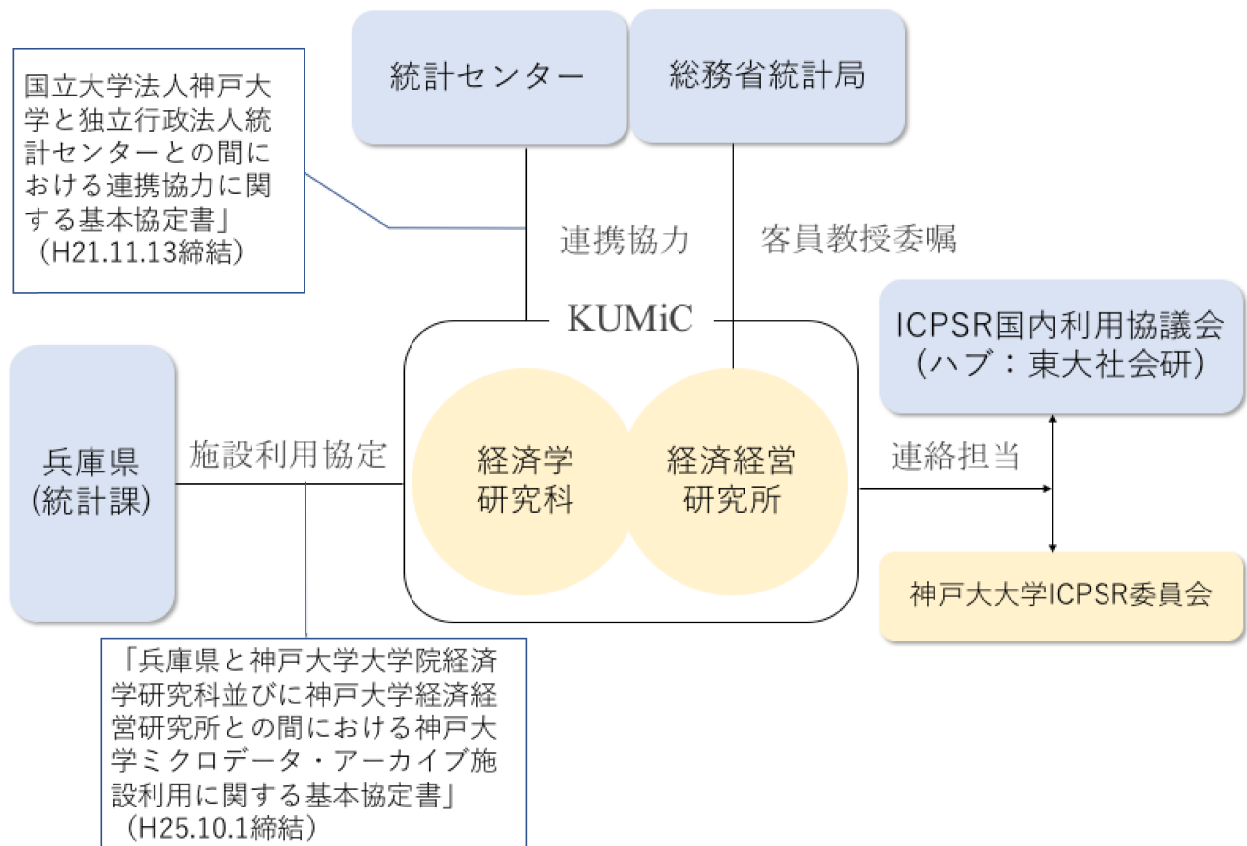 統計センター
総務省統計局
国立大学法人神戸大
学と独立行政法人統
計センターとの間に
おける連携協力に関
する基本協定書」
（H21.11.13締結）
連携協力
客員教授委嘱
KUMiC
ICPSR国内利用協議会
(ハブ：東大社会研)
兵庫県
(統計課)
施設利用協定
経済学
研究科
経済経営
研究所
連絡担当
神戸大大学ICPSR委員会
「兵庫県と神戸大学大学院経済
学研究科並びに神戸大学経済経
営研究所との間における神戸大
学ミクロデータ・アーカイブ施
設利用に関する基本協定書」
（H25.10.1締結）